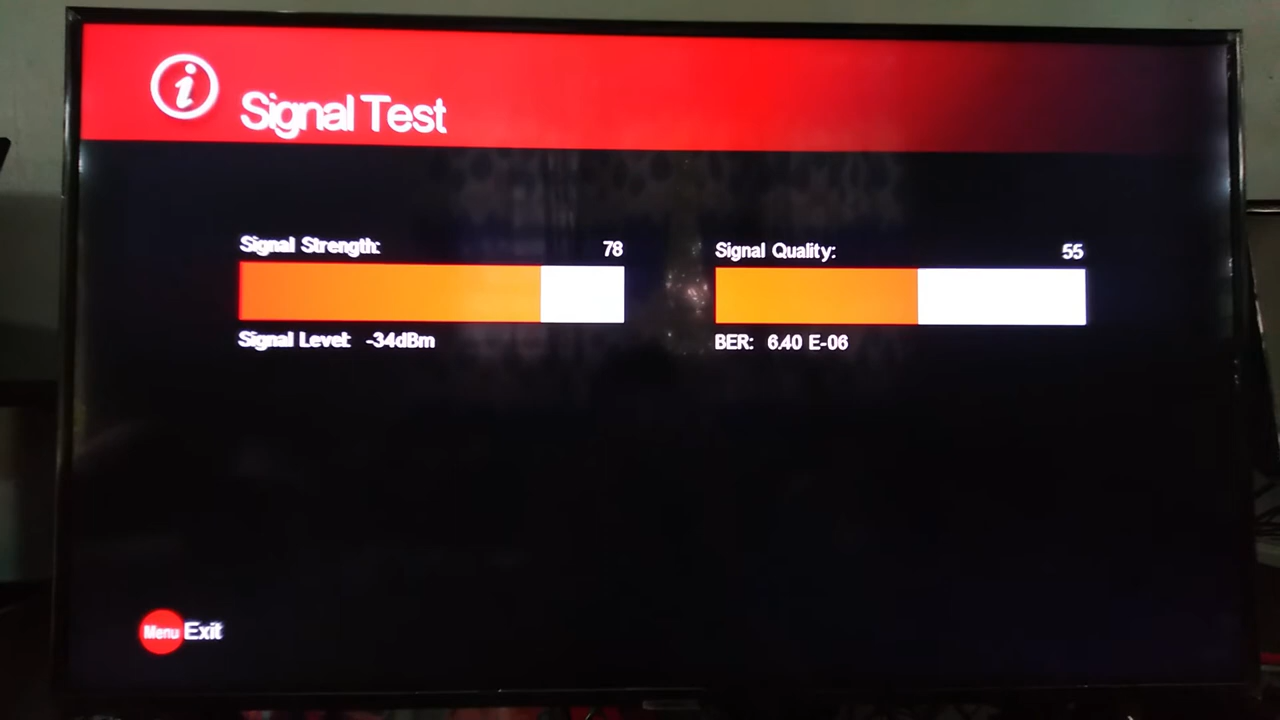 Signal Test
Signal Strength: 78
Signal Level: -34dBm
Signal Quality: 55
BER: 6.40 E-06
Menu Exit